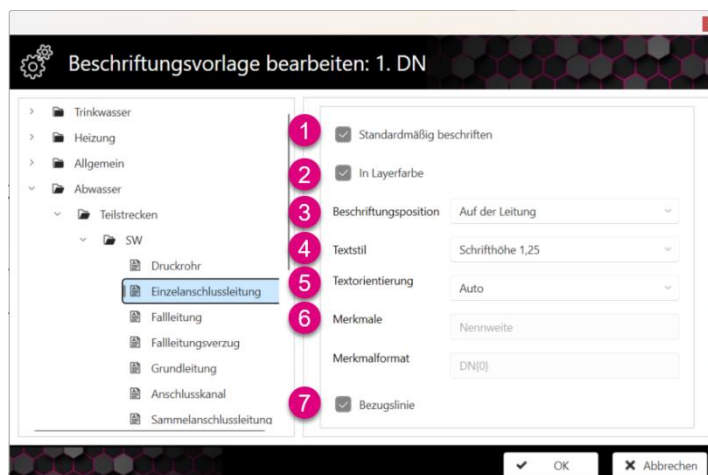 Beschriftungsvorlage bearbeiten: 1. DN
Trinkwasser
Heizung
Allgemein
Abwasser
Teilstrecken
SW
Druckrohr
Einzelanschlussleitung
Fallleitung
Fallleitungsverzug
Grundleitung
Anschlusskanal
Sammelanschlussleitung
1 Standardmäßig beschriften
2 In Layerfarbe
3 Beschriftungsposition Auf der Leitung
4 Textstil Schrifthöhe 1,25
5 Textorientierung Auto
6 Merkmale Nennweite
Merkmalformat DN{0}
7 Bezugslinie
OK Abbrechen